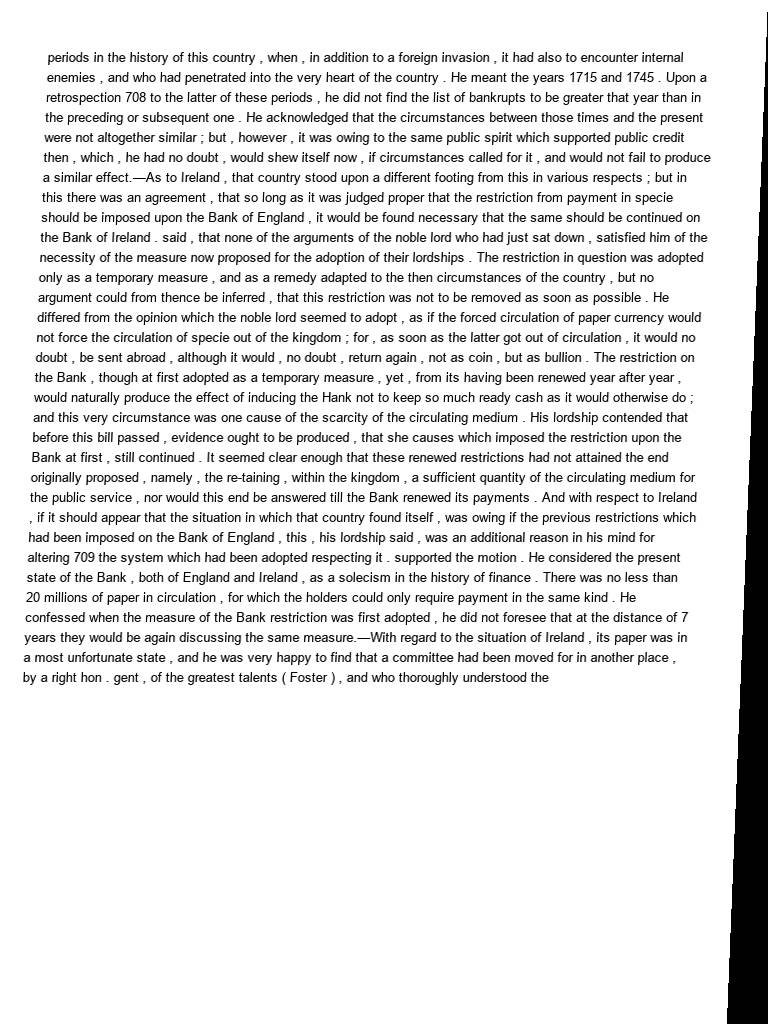 periods in the history of this country , when , in addition to a foreign invasion , it had also to encounter internal
enemies , and who had penetrated into the very heart of the country . He meant the years 1715 and 1745 . Upon a
retrospection 708 to the latter of these periods , he did not find the list of bankrupts to be greater that year than in
the preceding or subsequent one . He acknowledged that the circumstances between those times and the present
were not altogether similar ; but , however , it was owing to the same public spirit which supported public credit
then , which , he had no doubt , would shew itself now , if circumstances called for it , and would not fail to produce
a similar effect.—As to Ireland , that country stood upon a different footing from this in various respects ; but in
this there was an agreement , that so long as it was judged proper that the restriction from payment in specie
should be imposed upon the Bank of England , it would be found necessary that the same should be continued on
the Bank of Ireland . said , that none of the arguments of the noble lord who had just sat down , satisfied him of the
necessity of the measure now proposed for the adoption of their lordships . The restriction in question was adopted
only as a temporary measure , and as a remedy adapted to the then circumstances of the country , but no
argument could from thence be inferred , that this restriction was not to be removed as soon as possible . He
differed from the opinion which the noble lord seemed to adopt , as if the forced circulation of paper currency would
not force the circulation of specie out of the kingdom ; for , as soon as the latter got out of circulation , it would no
doubt , be sent abroad , although it would , no doubt , return again , not as coin , but as bullion . The restriction on
the Bank , though at first adopted as a temporary measure , yet , from its having been renewed year after year ,
would naturally produce the effect of inducing the Hank not to keep so much ready cash as it would otherwise do ;
and this very circumstance was one cause of the scarcity of the circulating medium . His lordship contended that
before this bill passed , evidence ought to be produced , that she causes which imposed the restriction upon the
Bank at first , still continued . It seemed clear enough that these renewed restrictions had not attained the end
originally proposed , namely , the re-taining , within the kingdom , a sufficient quantity of the circulating medium for
the public service , nor would this end be answered till the Bank renewed its payments . And with respect to Ireland
, if it should appear that the situation in which that country found itself , was owing if the previous restrictions which
had been imposed on the Bank of England , this , his lordship said , was an additional reason in his mind for
altering 709 the system which had been adopted respecting it . supported the motion . He considered the present
state of the Bank , both of England and Ireland , as a solecism in the history of finance . There was no less than
20 millions of paper in circulation , for which the holders could only require payment in the same kind . He
confessed when the measure of the Bank restriction was first adopted , he did not foresee that at the distance of 7
years they would be again discussing the same measure.—With regard to the situation of Ireland , its paper was in
a most unfortunate state , and he was very happy to find that a committee had been moved for in another place ,
by a right hon . gent , of the greatest talents ( Foster ) , and who thoroughly understood the